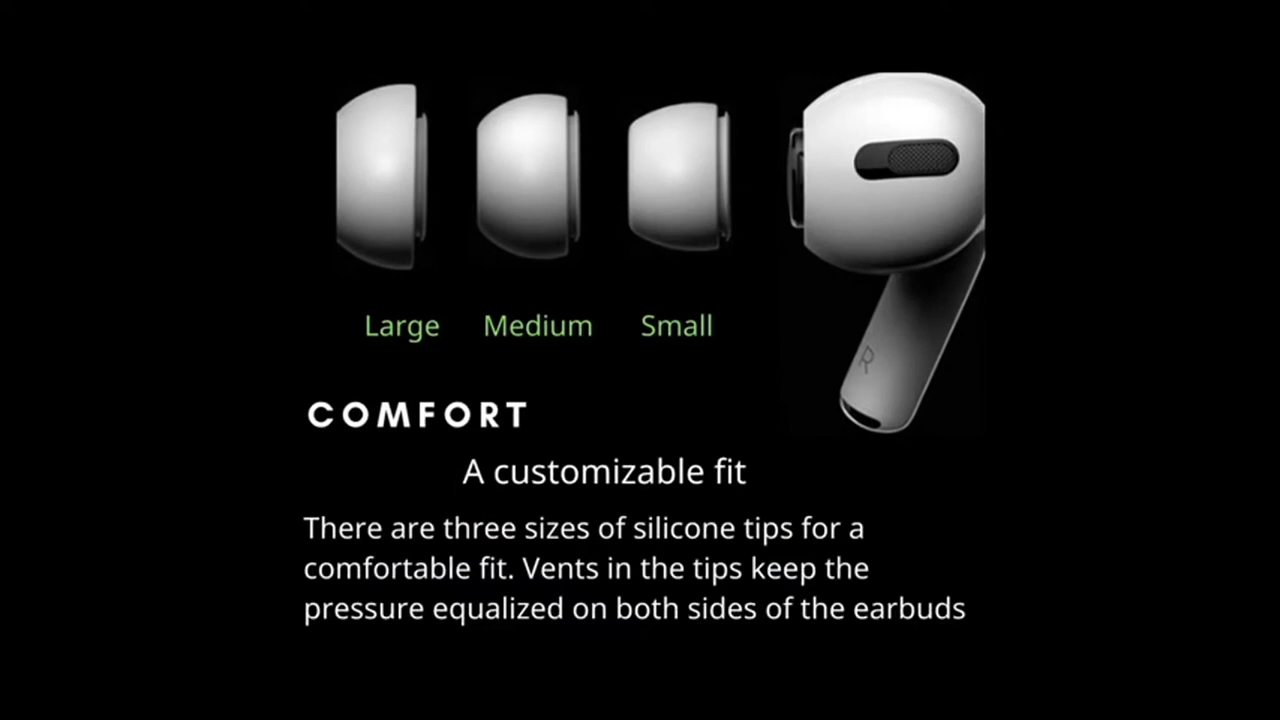 Large Medium Small
R
COMFORT
A customizable fit
There are three sizes of silicone tips for a
comfortable fit. Vents in the tips keep the
pressure equalized on both sides of the earbuds